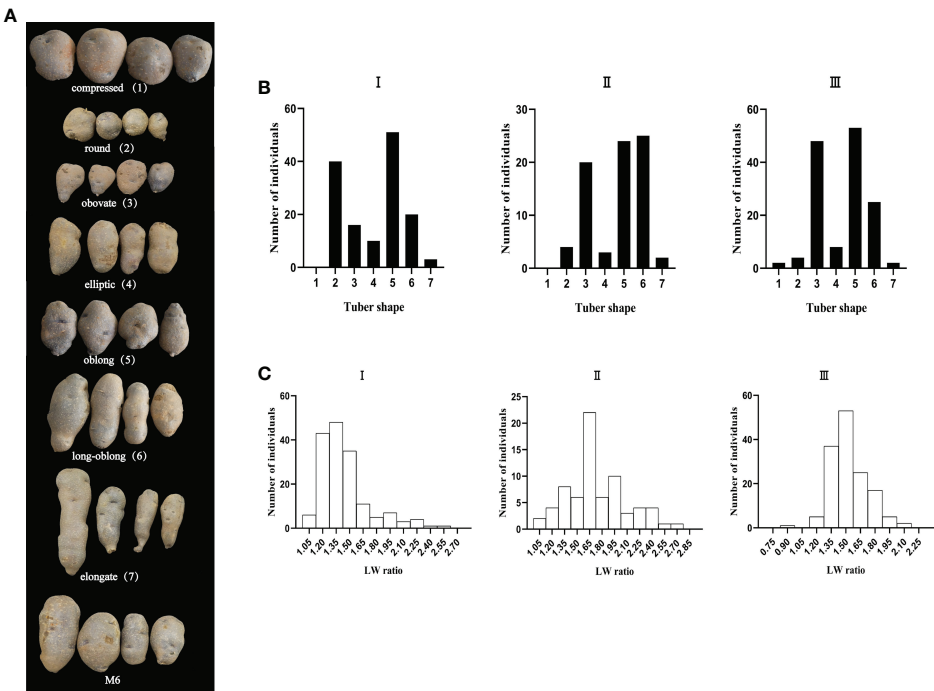 A
compressed (1)
round (2)
obovate (3)
elliptic (4)
oblong (5)
long-oblong (6)
elongate (7)
M6
B
I
Number of individuals
60
40
20
0
1 2 3 4 5 6 7
Tuber shape
II
Number of individuals
30
20
10
0
1 2 3 4 5 6 7
Tuber shape
III
Number of individuals
60
40
20
0
1 2 3 4 5 6 7
Tuber shape
C
I
Number of individuals
60
40
20
0
1.05 1.20 1.35 1.50 1.65 1.80 1.95 2.10 2.25 2.40 2.55 2.70
LW ratio
II
Number of individuals
25
20
15
10
5
0
1.05 1.20 1.35 1.50 1.65 1.80 1.95 2.10 2.25 2.40 2.55 2.70 2.85
LW ratio
III
Number of individuals
60
40
20
0
0.75 0.90 1.05 1.20 1.35 1.50 1.65 1.80 1.95 2.10 2.25
LW ratio